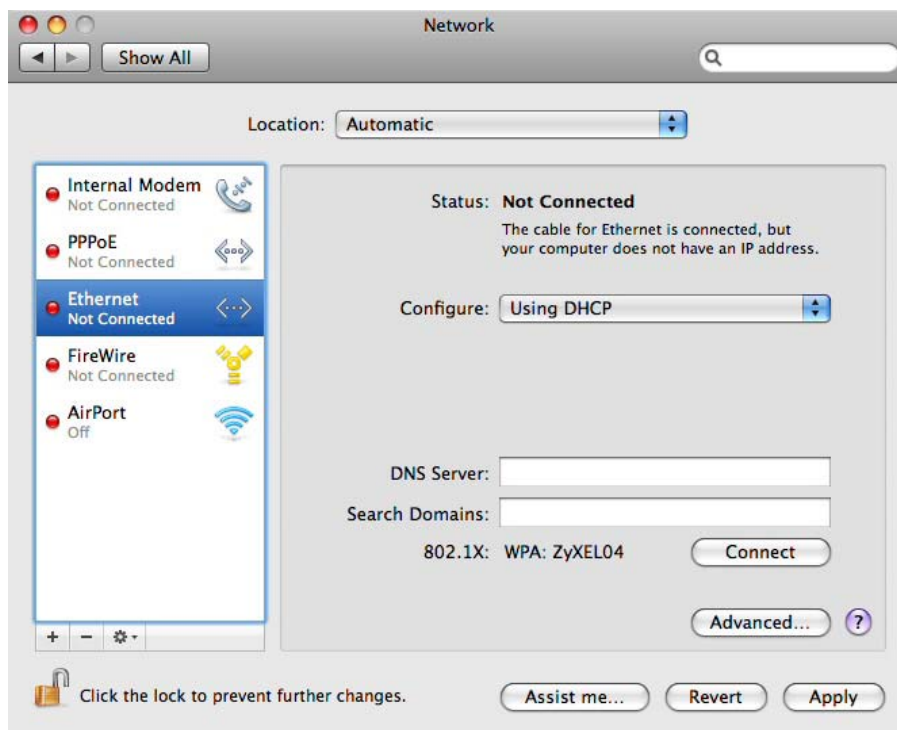 Network
Show All
Location: Automatic
Internal Modem
Not Connected
PPPoE
Not Connected
Ethernet
Not Connected
FireWire
Not Connected
AirPort
Off
Status: Not Connected
The cable for Ethernet is connected, but
your computer does not have an IP address.
Configure: Using DHCP
DNS Server:
Search Domains:
802.1X: WPA: ZyXEL04 Connect
Advanced... ?
Click the lock to prevent further changes.
Assist me... Revert Apply